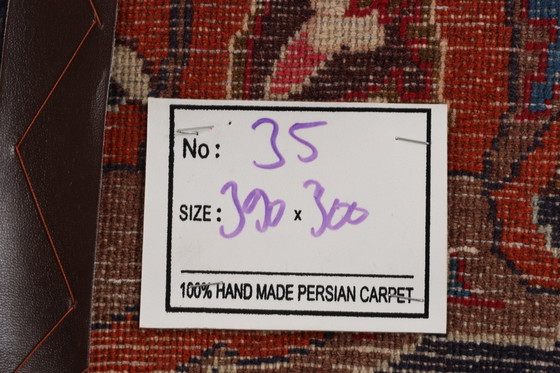 No: 35
SIZE: 390 x 300
100% HAND MADE PERSIAN CARPET